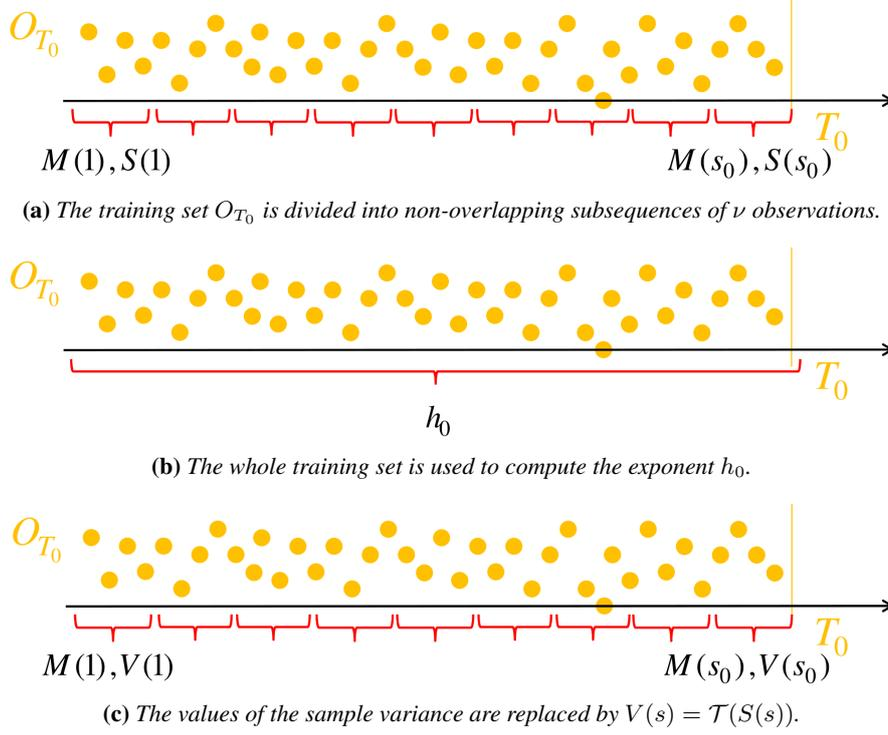 O_{T_0}
T_0
M(1), S(1) M(s_0), S(s_0)
(a) The training set O_{T_0} is divided into non-overlapping subsequences of ν observations.
O_{T_0}
T_0
h_0
(b) The whole training set is used to compute the exponent h_0.
O_{T_0}
T_0
M(1), V(1) M(s_0), V(s_0)
(c) The values of the sample variance are replaced by V(s) = 𝒯(S(s)).